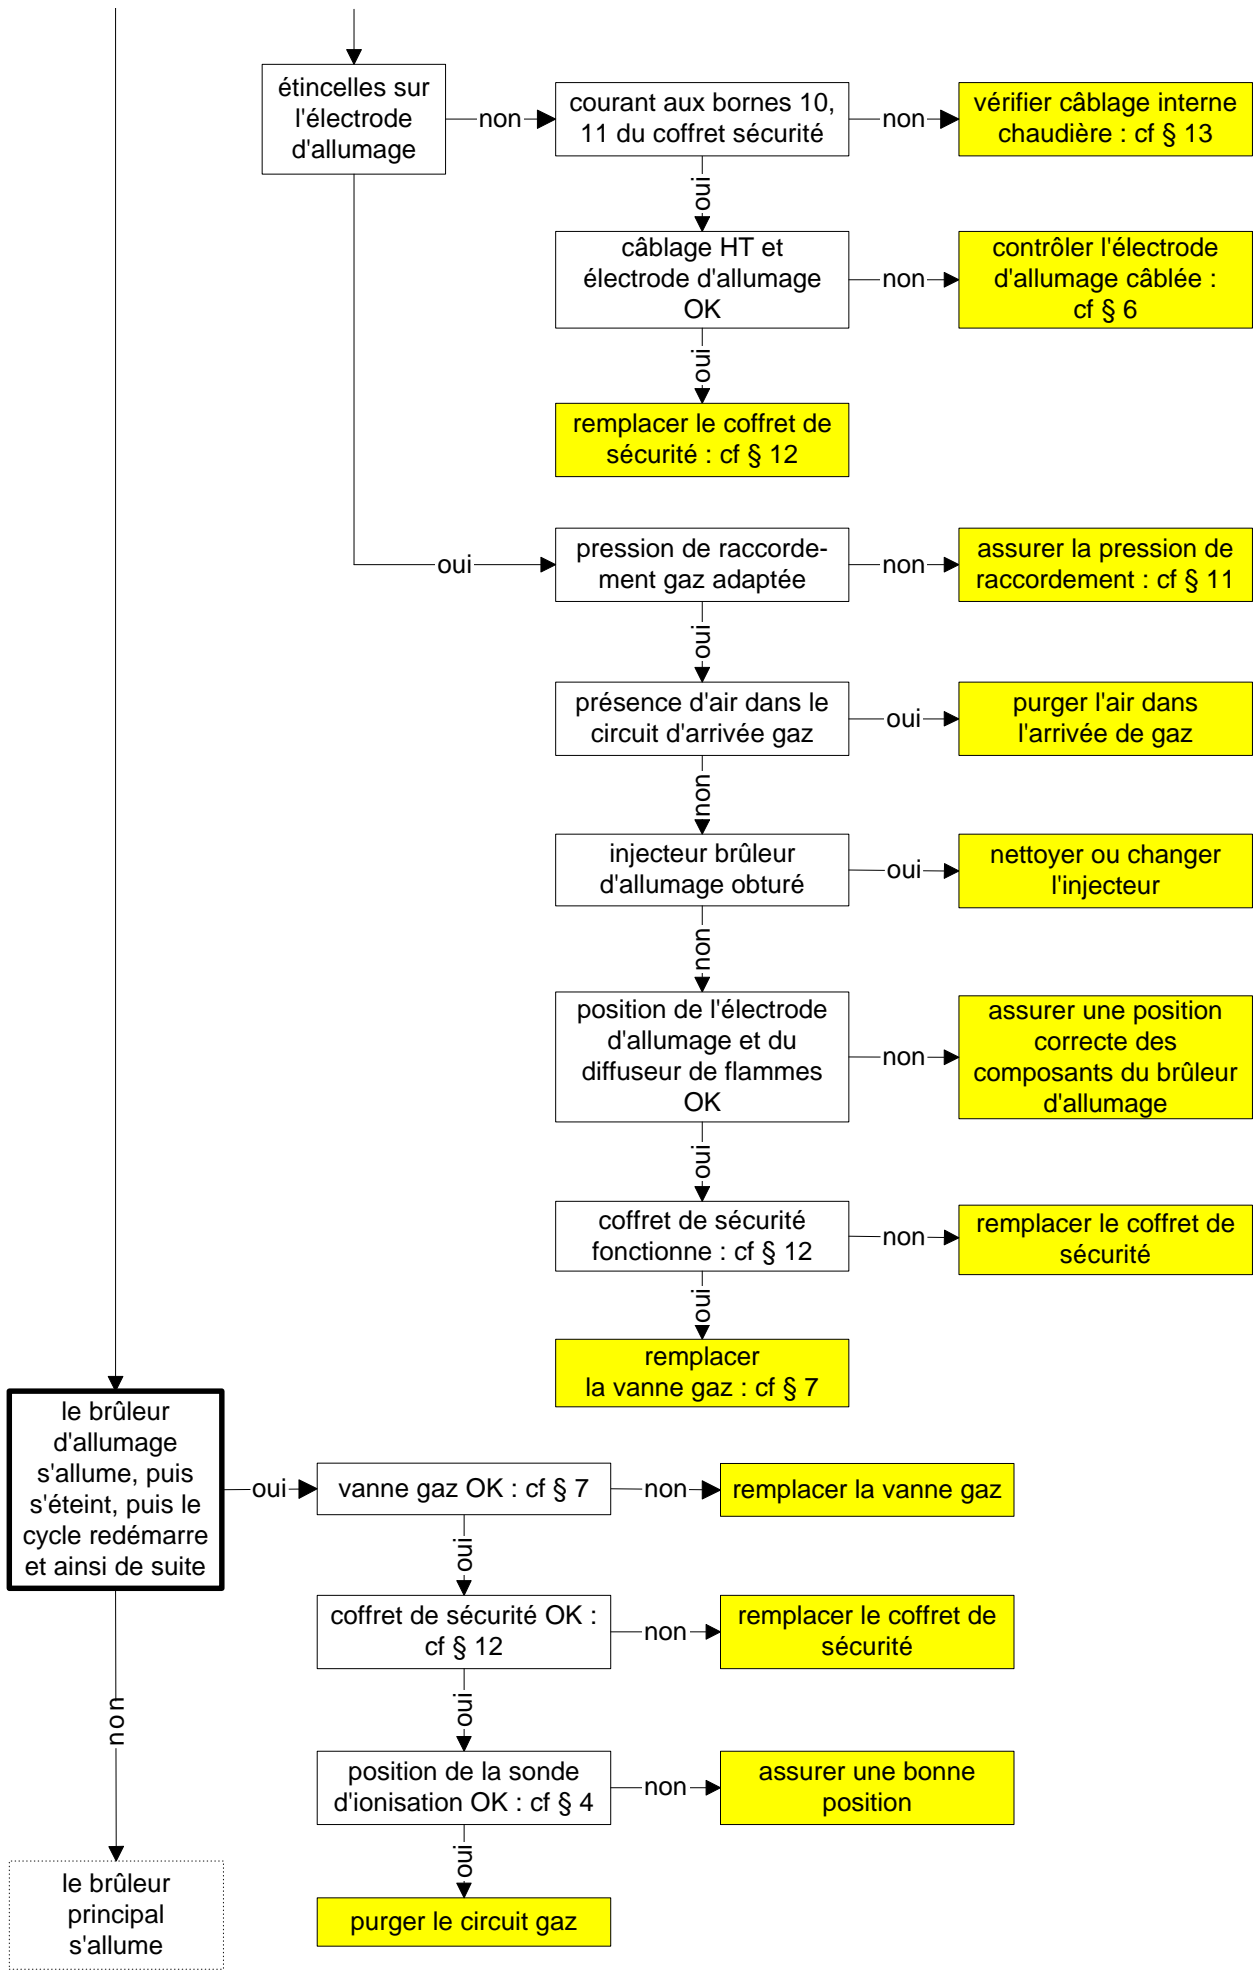 étincelles sur
l'électrode
d'allumage
non
courant aux bornes 10,
11 du coffret sécurité
non
vérifier câblage interne
chaudière : cf § 13
oui
câblage HT et
électrode d'allumage
OK
non
contrôler l'électrode
d'allumage câblée :
cf § 6
oui
remplacer le coffret de
sécurité : cf § 12
oui
pression de raccorde-
ment gaz adaptée
non
assurer la pression de
raccordement : cf § 11
oui
présence d'air dans le
circuit d'arrivée gaz
oui
purger l'air dans
l'arrivée de gaz
non
injecteur brûleur
d'allumage obturé
oui
nettoyer ou changer
l'injecteur
non
position de l'électrode
d'allumage et du
diffuseur de flammes
OK
non
assurer une position
correcte des
composants du brûleur
d'allumage
oui
coffret de sécurité
fonctionne : cf § 12
non
remplacer le coffret de
sécurité
oui
remplacer
la vanne gaz : cf § 7
le brûleur
d'allumage
s'allume, puis
s'éteint, puis le
cycle redémarre
et ainsi de suite
oui
vanne gaz OK : cf § 7
non
remplacer la vanne gaz
oui
coffret de sécurité OK :
cf § 12
non
remplacer le coffret de
sécurité
oui
position de la sonde
d'ionisation OK : cf § 4
non
assurer une bonne
position
oui
purger le circuit gaz
non
le brûleur
principal
s'allume